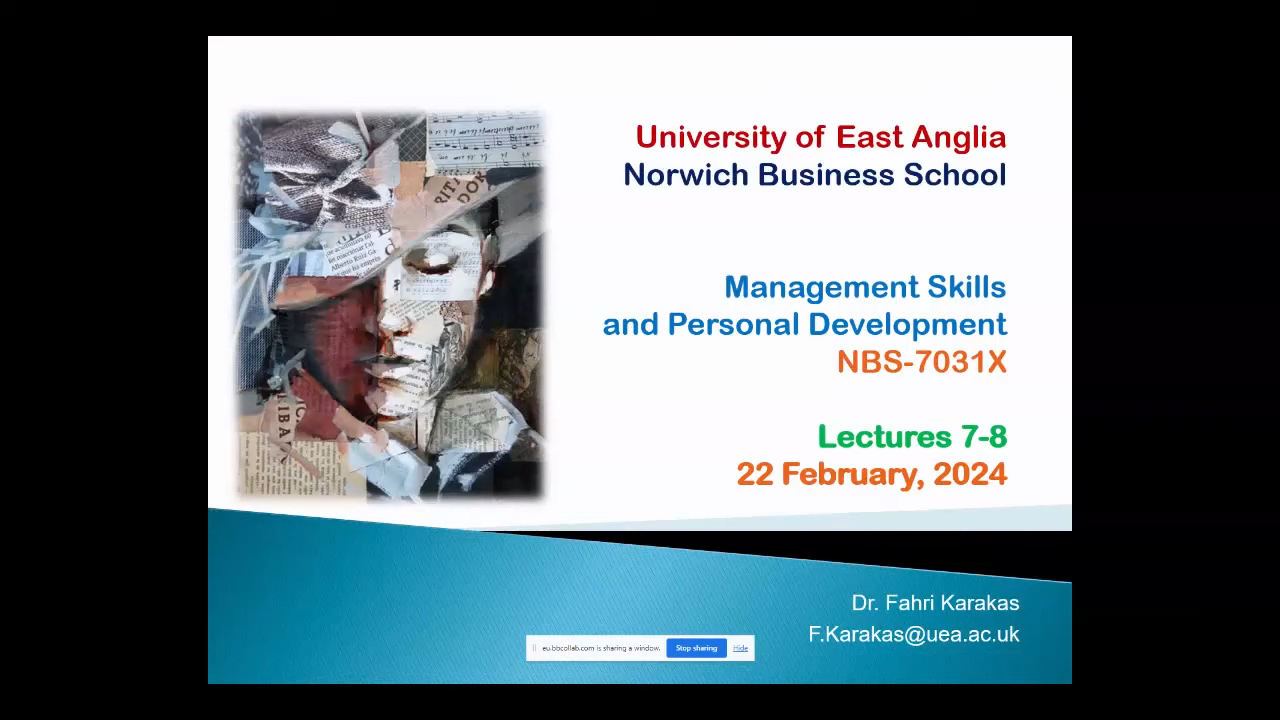 University of East Anglia
Norwich Business School
Management Skills
and Personal Development
NBS-7031X
Lectures 7-8
22 February, 2024
Dr. Fahri Karakas
F.Karakas@uea.ac.uk
eu.bbcollab.com is sharing a window. Stop sharing Hide